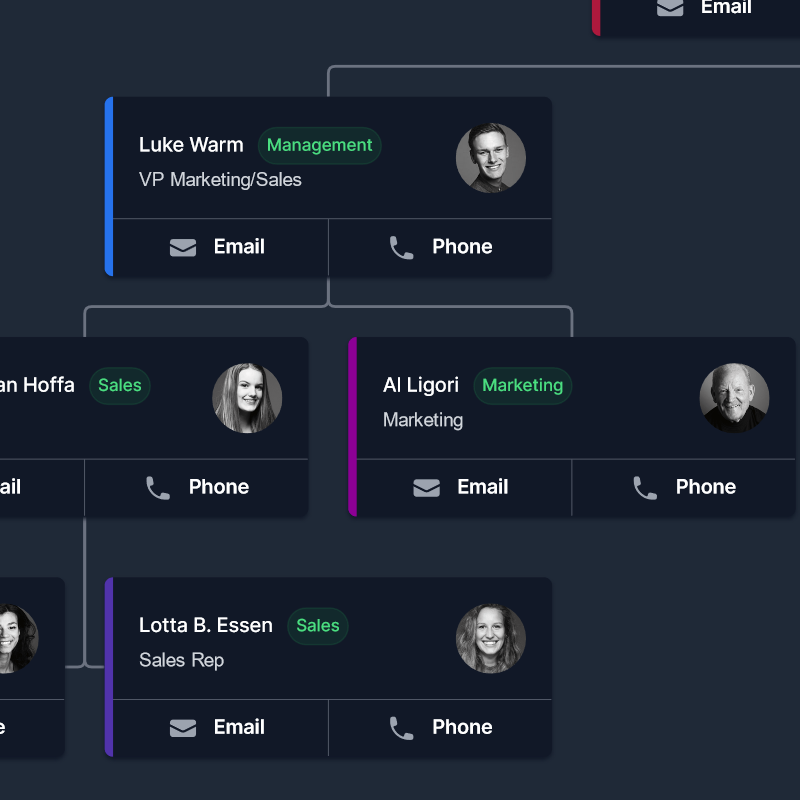 Email
Luke Warm Management
VP Marketing/Sales
Email Phone
an Hoffa Sales
Al Ligori Marketing
Marketing
ail Phone
Email Phone
Lotta B. Essen Sales
Sales Rep
e
Email Phone